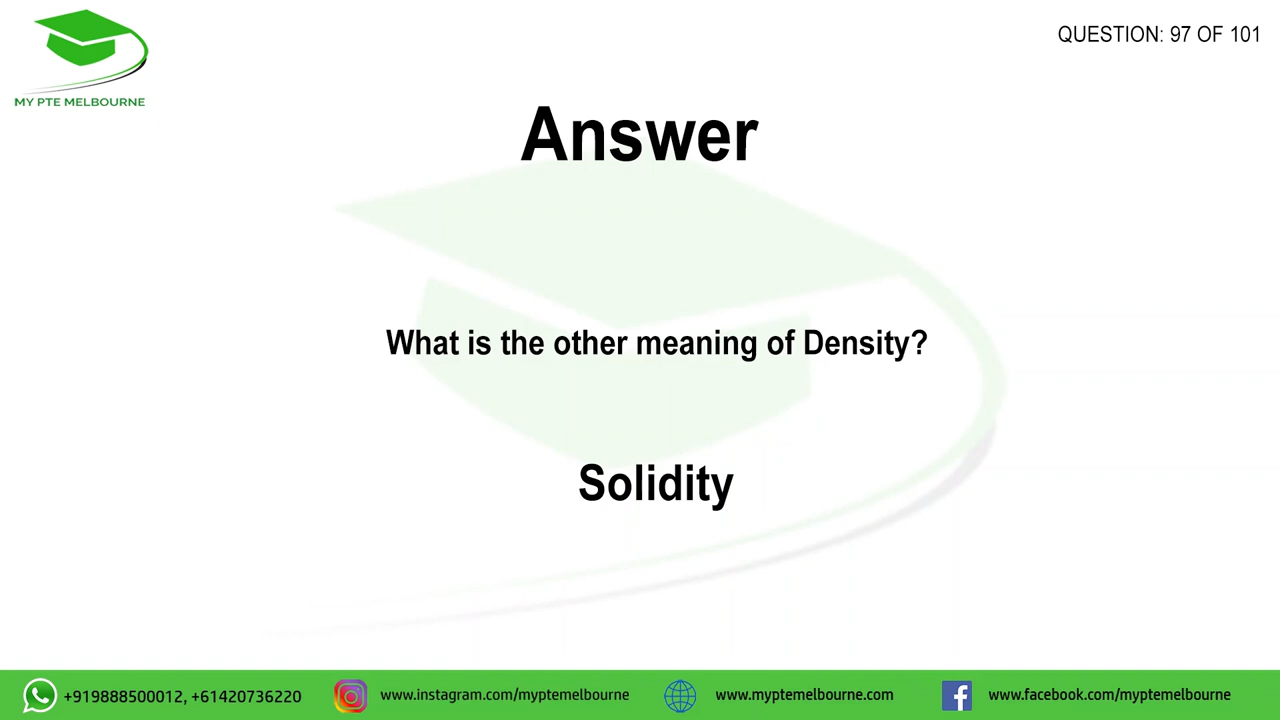 MY PTE MELBOURNE
QUESTION: 97 OF 101
Answer
What is the other meaning of Density?
Solidity
+919888500012, +61420736220
www.instagram.com/myptemelbourne
www.myptemelbourne.com
www.facebook.com/myptemelbourne